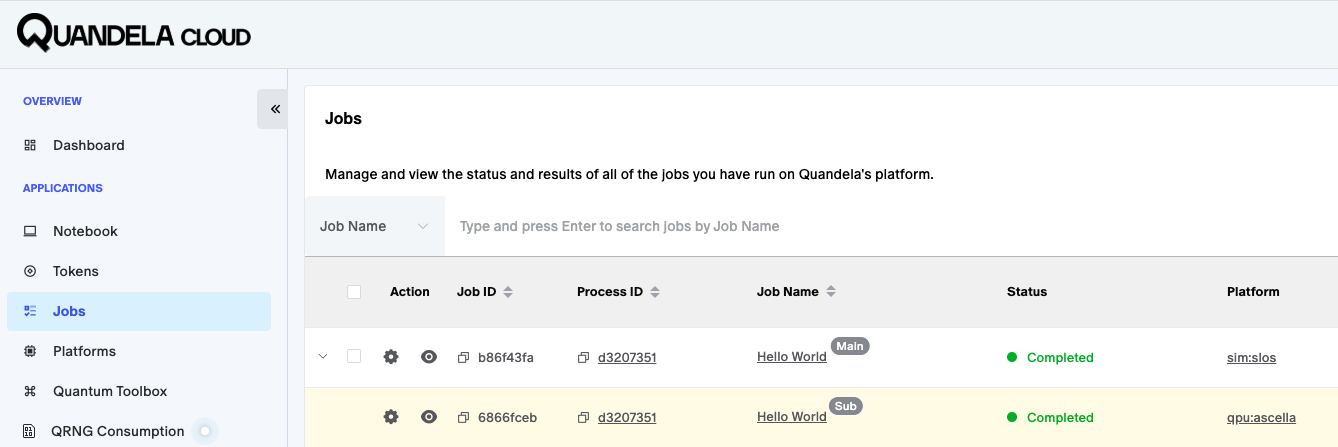 QUANDELA CLOUD
OVERVIEW
Dashboard
APPLICATIONS
Notebook
Tokens
Jobs
Platforms
Quantum Toolbox
QRNG Consumption
Jobs
Manage and view the status and results of all of the jobs you have run on Quandela's platform.
Job Name Type and press Enter to search jobs by Job Name
Action Job ID Process ID Job Name Status Platform
b86f43fa d3207351 Hello World Main Completed sim:slos
6866fceb d3207351 Hello World Sub Completed qpu:ascella